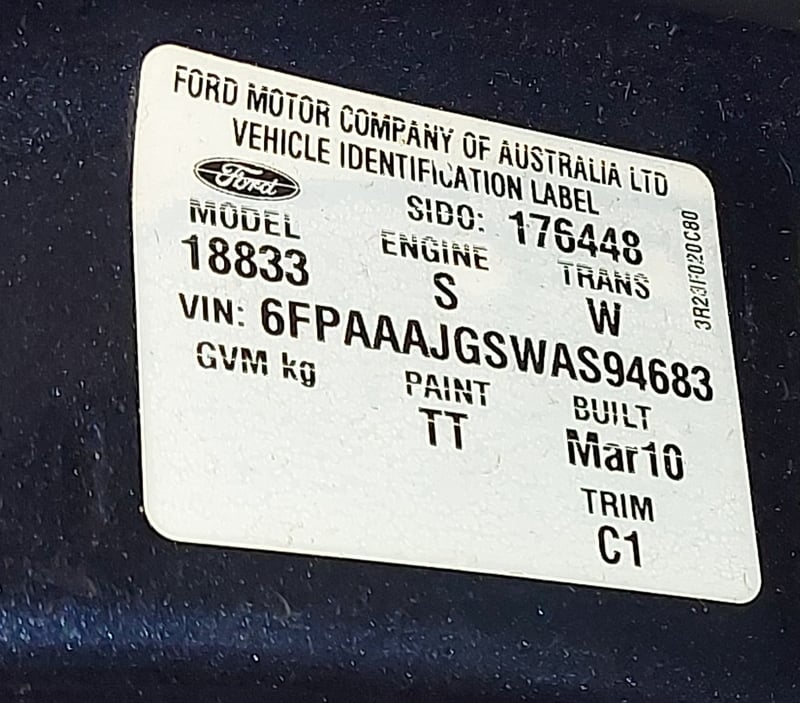 FORD MOTOR COMPANY OF AUSTRALIA LTD
VEHICLE IDENTIFICATION LABEL
Ford
SIDO: 176448
MODEL ENGINE TRANS
18833 S W
VIN: 6FPAAAJGSWAS94683
GVM kg PAINT BUILT
TT Mar10
TRIM
C1
3R23F020C80